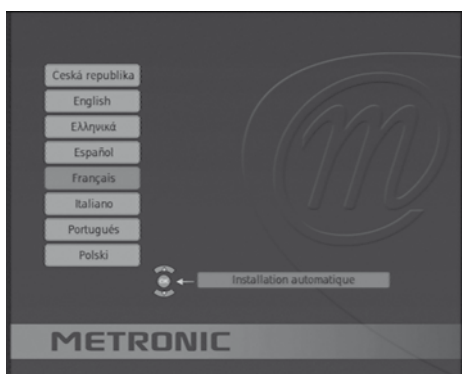 Ceská republika
English
Ελληνικά
Español
Français
Italiano
Portugués
Polski
Installation automatique
METRONIC